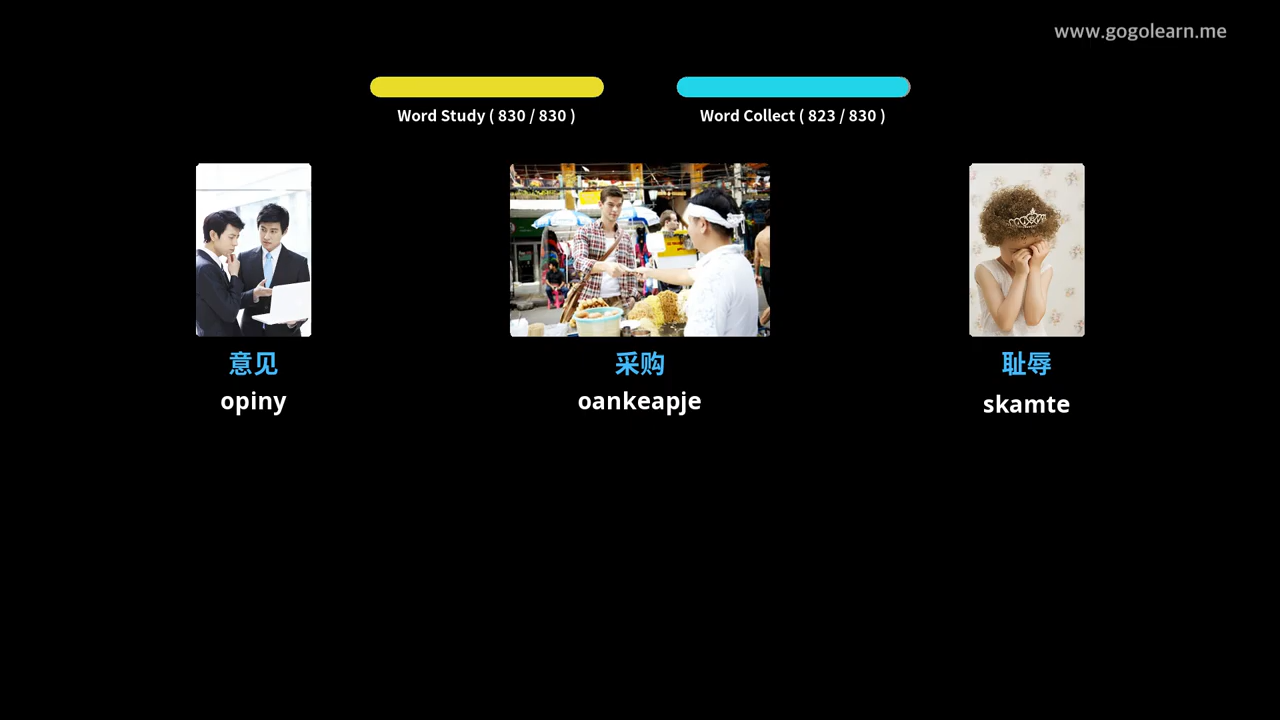 www.gogolearn.me
Word Study ( 830 / 830 )
Word Collect ( 823 / 830 )
意见
采购
耻辱
opiny
oankeapje
skamte